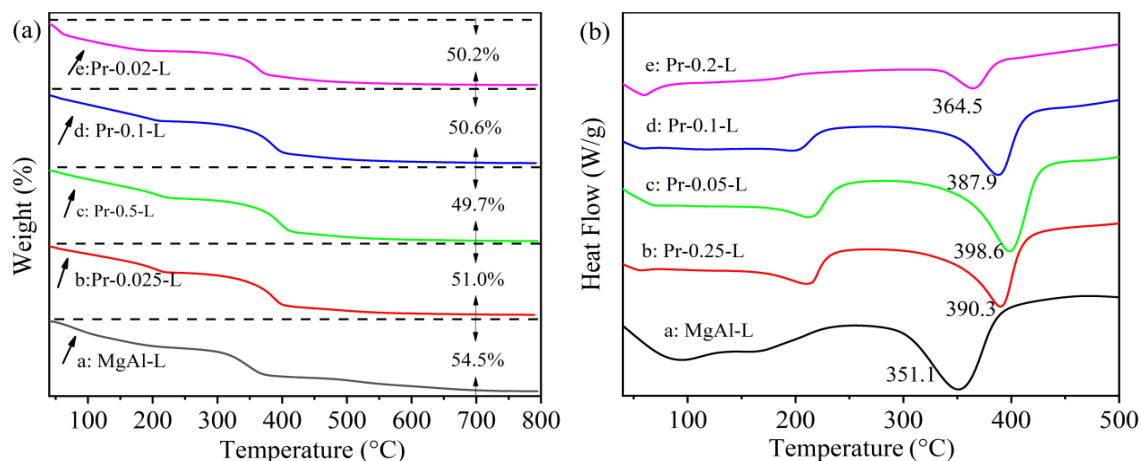 (a)
50.2%
e:Pr-0.02-L
50.6%
d: Pr-0.1-L
49.7%
c: Pr-0.5-L
51.0%
b:Pr-0.025-L
54.5%
a: MgAl-L
Weight (%)
100 200 300 400 500 600 700 800
Temperature (°C)
(b)
e: Pr-0.2-L
364.5
d: Pr-0.1-L
387.9
c: Pr-0.05-L
398.6
b: Pr-0.25-L
390.3
a: MgAl-L
351.1
Heat Flow (W/g)
100 200 300 400 500
Temperature (°C)